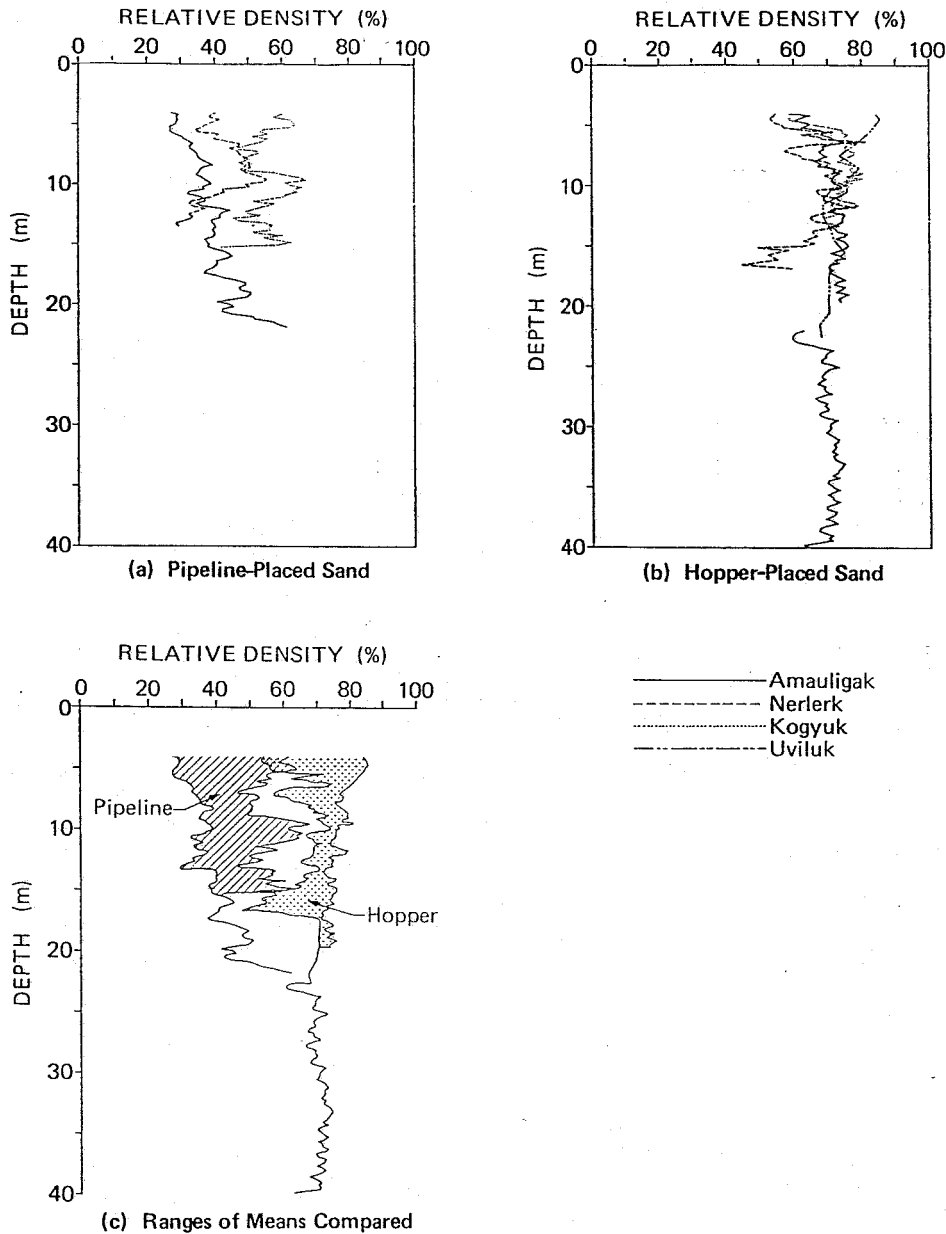 RELATIVE DENSITY (%)
0 20 40 60 80 100
0
10
20
30
40
DEPTH (m)
(a) Pipeline-Placed Sand
RELATIVE DENSITY (%)
0 20 40 60 80 100
0
10
20
30
40
DEPTH (m)
(b) Hopper-Placed Sand
RELATIVE DENSITY (%)
0 20 40 60 80 100
0
10
20
30
40
DEPTH (m)
Pipeline
Hopper
(c) Ranges of Means Compared
Amauligak
Nerlerk
Kogyuk
Uviluk